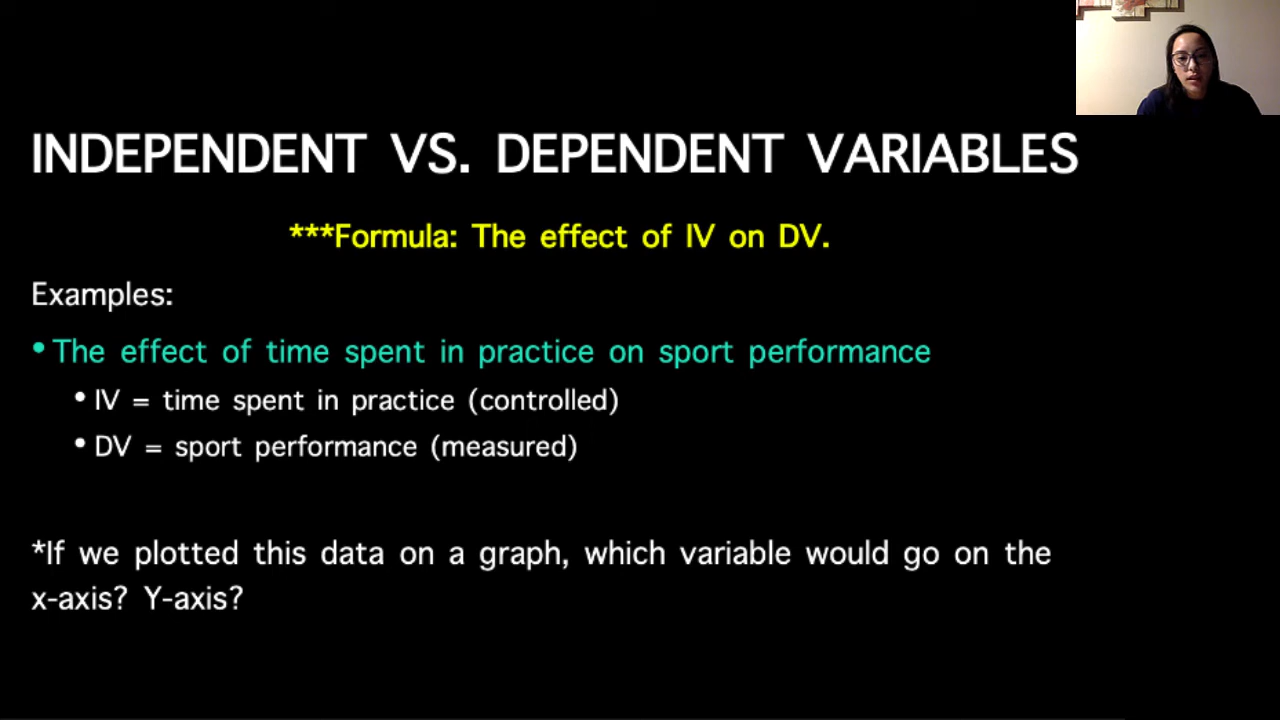 INDEPENDENT VS. DEPENDENT VARIABLES
***Formula: The effect of IV on DV.
Examples:
• The effect of time spent in practice on sport performance
• IV = time spent in practice (controlled)
• DV = sport performance (measured)
*If we plotted this data on a graph, which variable would go on the
x-axis? Y-axis?